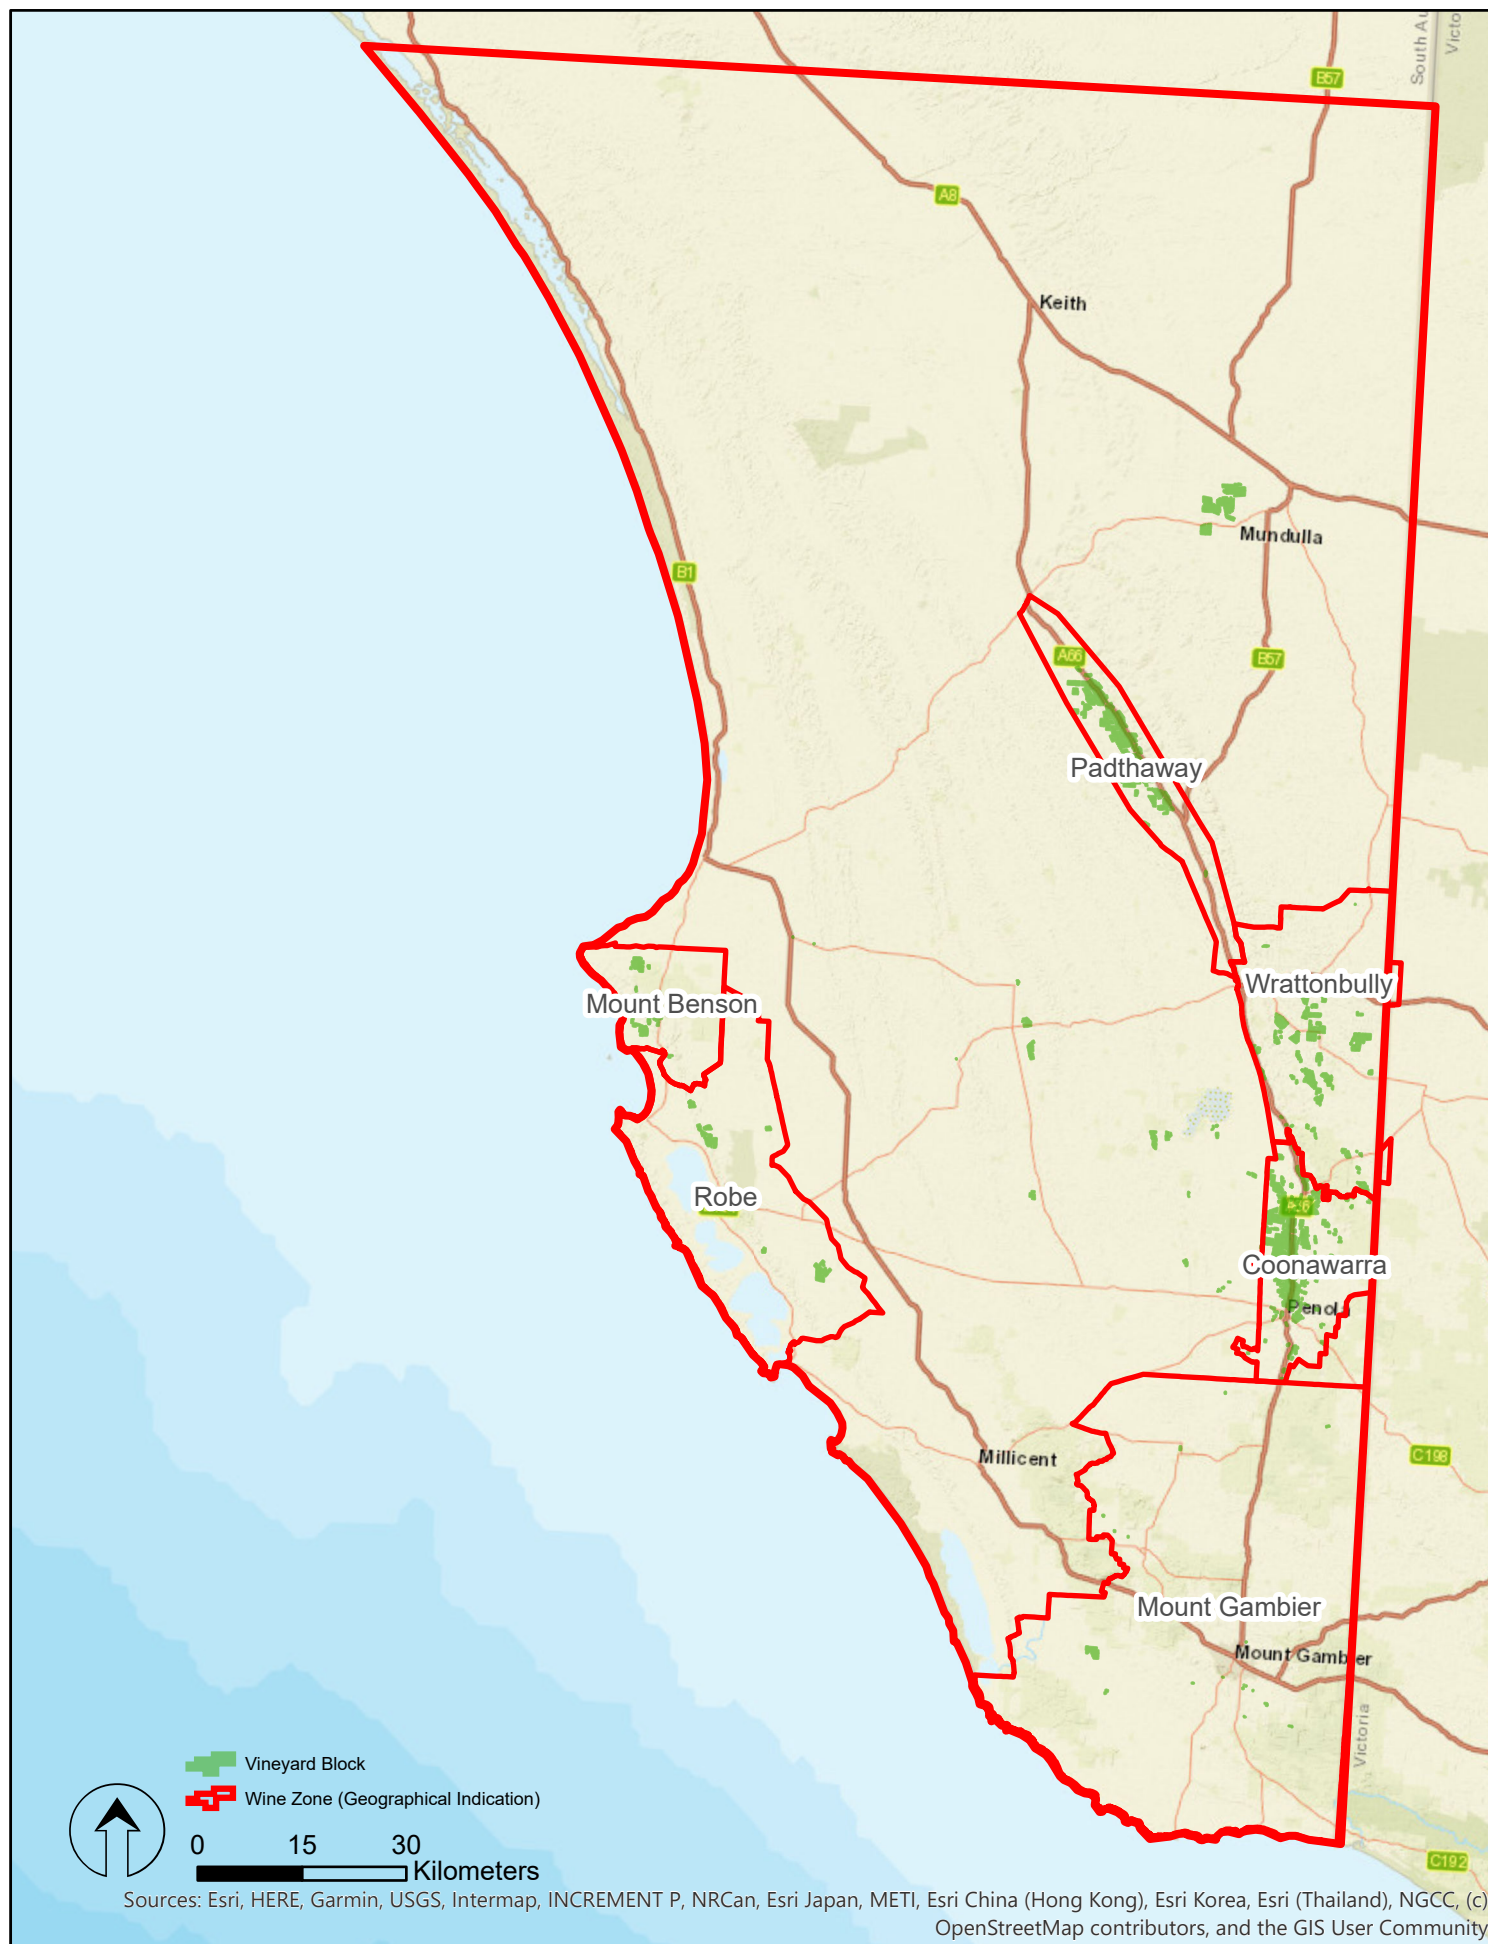 South Au
Victo
B57
A8
Keith
Mundulla
B1
A66
B57
Padthaway
Wrattonbully
Mount Benson
Robe
Coonawarra
Penola
C198
Millicent
Mount Gambier
Mount Gambier
Victoria
Vineyard Block
Wine Zone (Geographical Indication)
0 15 30
Kilometers
C192
Sources: Esri, HERE, Garmin, USGS, Intermap, INCREMENT P, NRCan, Esri Japan, METI, Esri China (Hong Kong), Esri Korea, Esri (Thailand), NGCC, (c)
OpenStreetMap contributors, and the GIS User Community